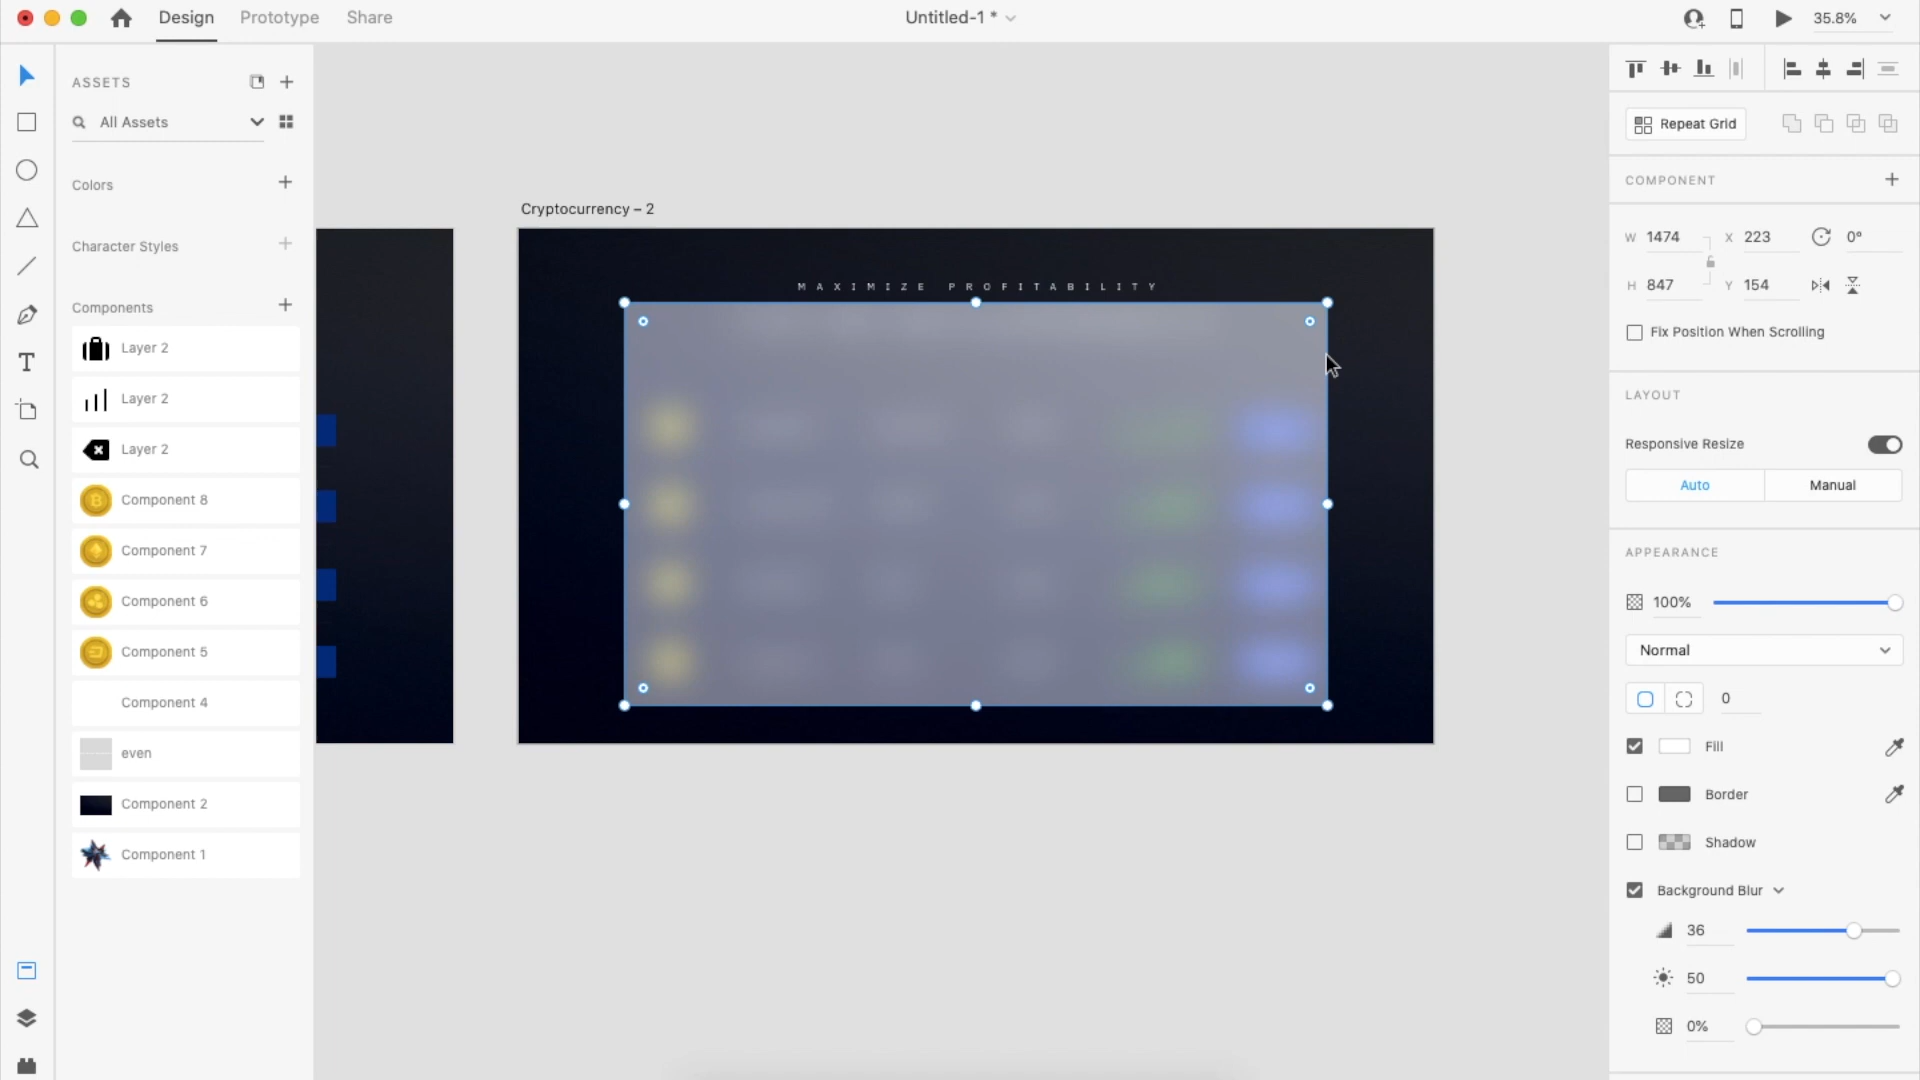 Design Prototype Share Untitled-1 * 35.8%
ASSETS
All Assets
Colors
Character Styles
Components
Layer 2
Layer 2
Layer 2
Component 8
Component 7
Component 6
Component 5
Component 4
even
Component 2
Component 1
Cryptocurrency – 2
MAXIMIZE PROFITABILITY
Repeat Grid
COMPONENT
W 1474 X 223 0°
H 847 Y 154
Fix Position When Scrolling
LAYOUT
Responsive Resize
Auto Manual
APPEARANCE
100%
Normal
0
Fill
Border
Shadow
Background Blur
36
50
0%